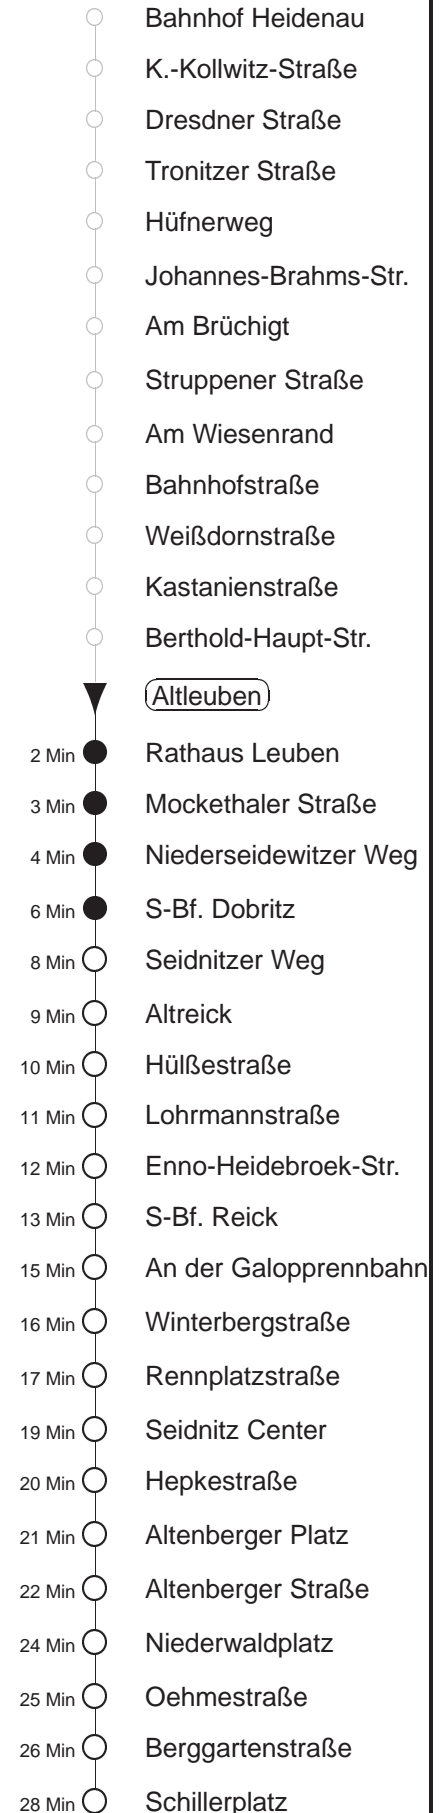 Bahnhof Heidenau
K.-Kollwitz-Straße
Dresdner Straße
Tronitzer Straße
Hüfnerweg
Johannes-Brahms-Str.
Am Brüchigt
Struppener Straße
Am Wiesenrand
Bahnhofstraße
Weißdornstraße
Kastanienstraße
Berthold-Haupt-Str.
Altleuben
2 Min Rathaus Leuben
3 Min Mockethaler Straße
4 Min Niederseidewitzer Weg
6 Min S-Bf. Dobritz
8 Min Seidnitzer Weg
9 Min Altreick
10 Min Hülßestraße
11 Min Lohrmannstraße
12 Min Enno-Heidebroek-Str.
13 Min S-Bf. Reick
15 Min An der Galopprennbahn
16 Min Winterbergstraße
17 Min Rennplatzstraße
19 Min Seidnitz Center
20 Min Hepkestraße
21 Min Altenberger Platz
22 Min Altenberger Straße
24 Min Niederwaldplatz
25 Min Oehmestraße
26 Min Berggartenstraße
28 Min Schillerplatz